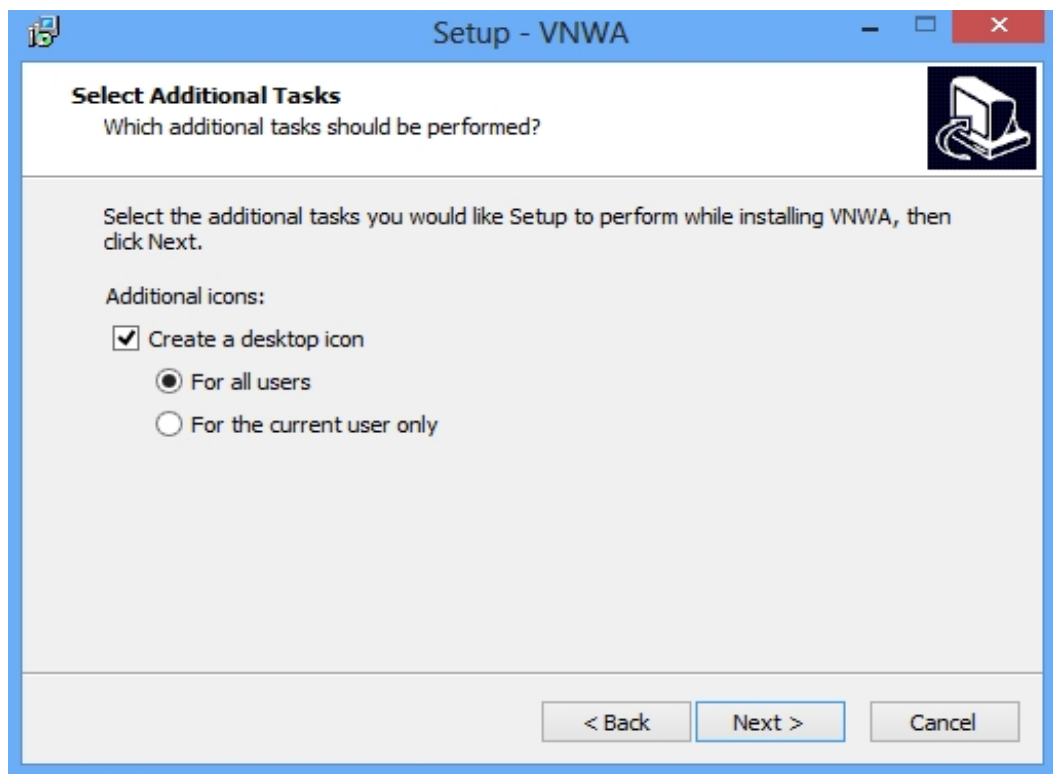 Setup - VNWA
Select Additional Tasks
Which additional tasks should be performed?
Select the additional tasks you would like Setup to perform while installing VNWA, then
click Next.
Additional icons:
Create a desktop icon
For all users
For the current user only
< Back
Next >
Cancel